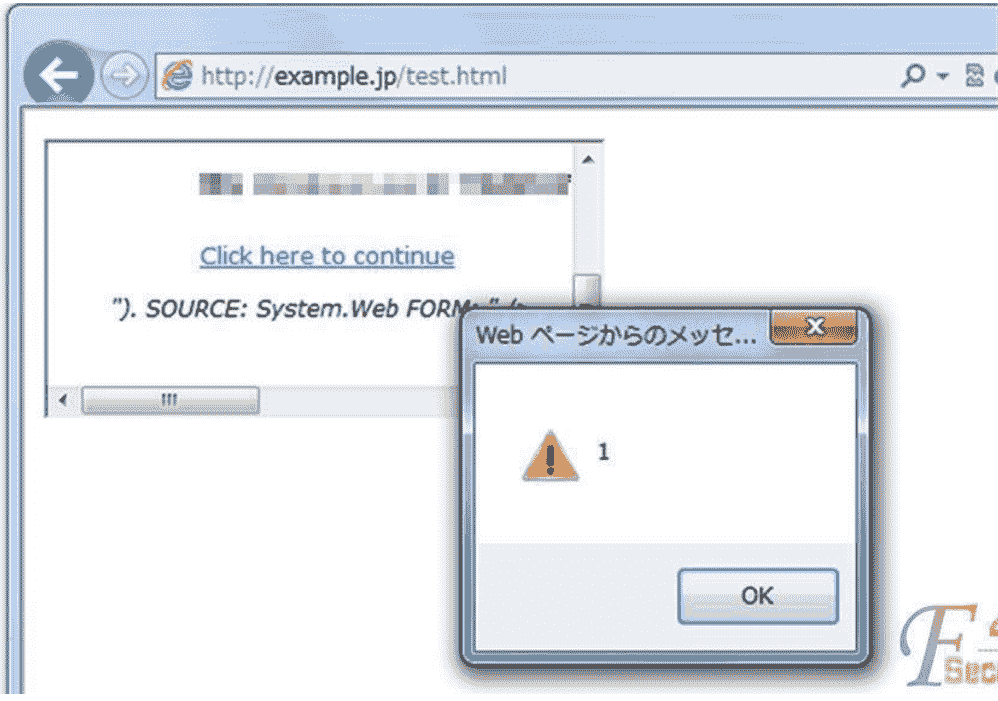 http://example.jp/test.html
Click here to continue
"). SOURCE: System.Web FORM:
Web ページからのメッセ...
1
OK